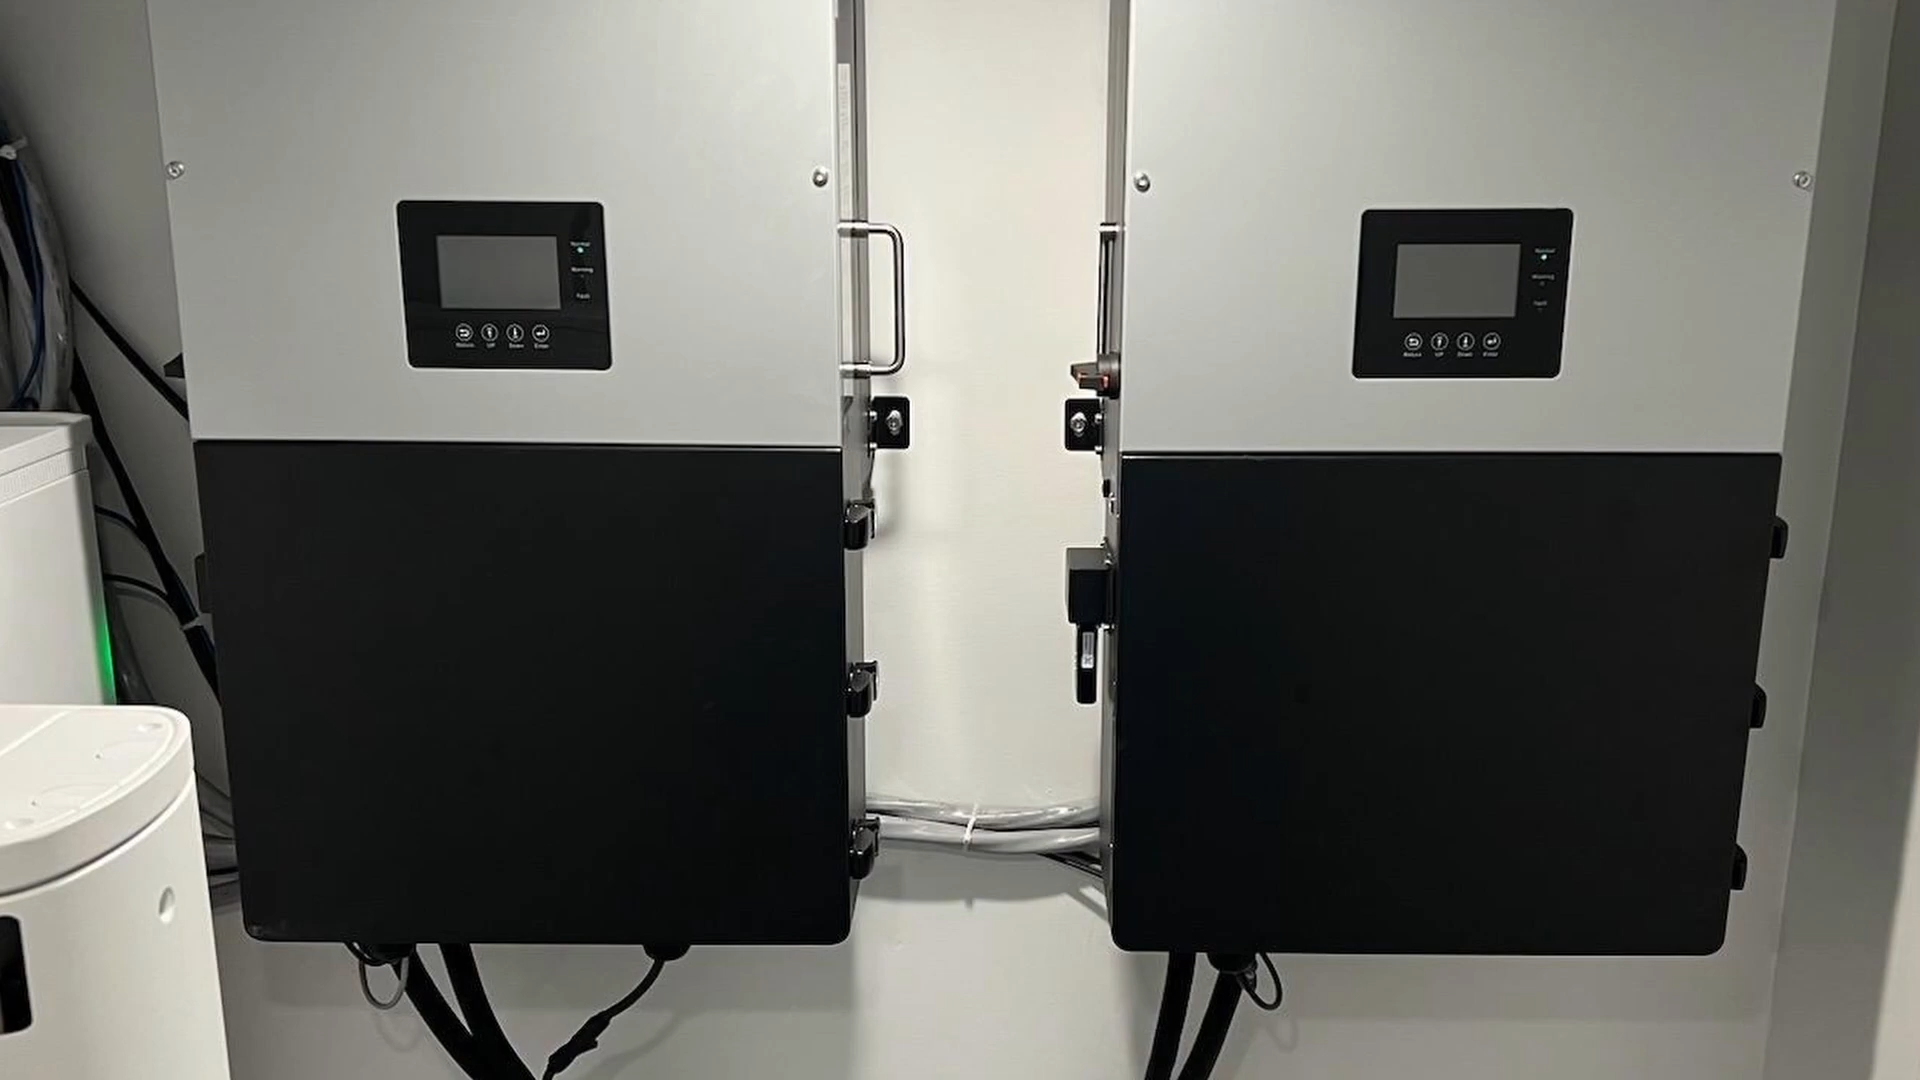 Normal
Warning
Fault
Return UP Down Enter
Normal
Warning
Fault
Return UP Down Enter